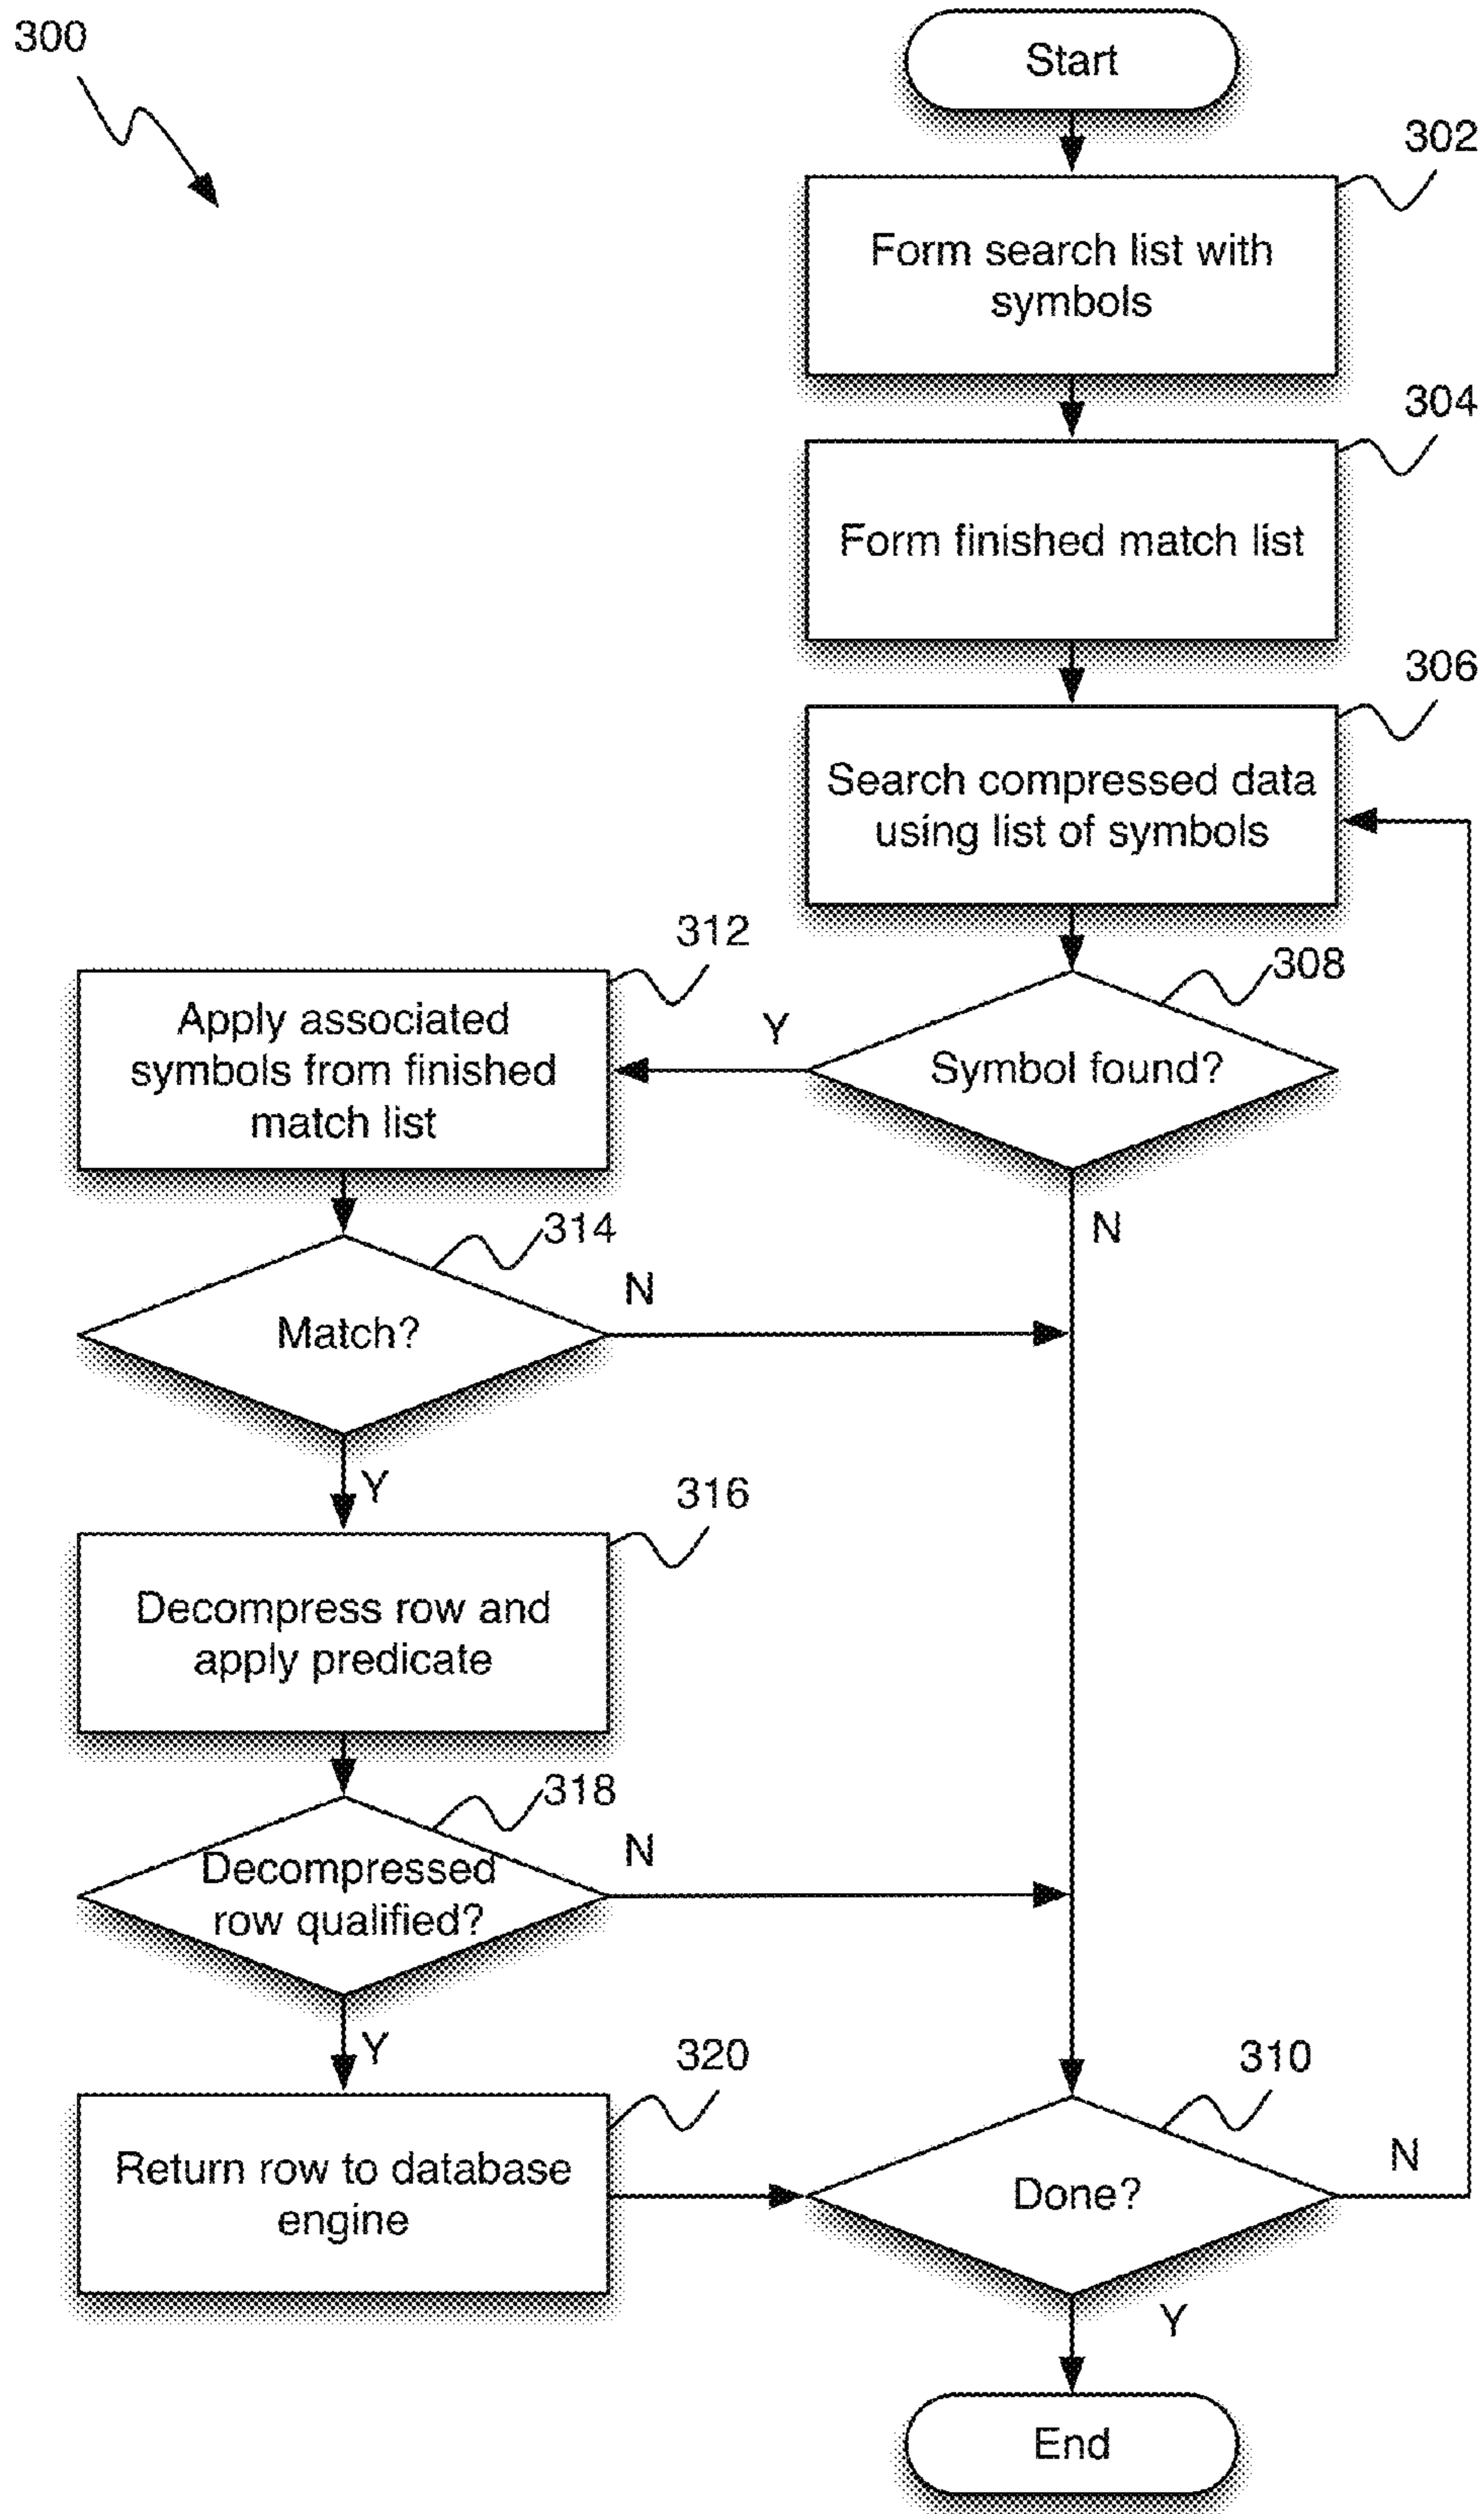 300
Start
302
Form search list with
symbols
304
Form finished match list
306
Search compressed data
using list of symbols
308
Symbol found?
Y
N
312
Apply associated
symbols from finished
match list
314
Match?
N
Y
316
Decompress row and
apply predicate
318
Decompressed
row qualified?
N
Y
320
Return row to database
engine
310
Done?
N
Y
End